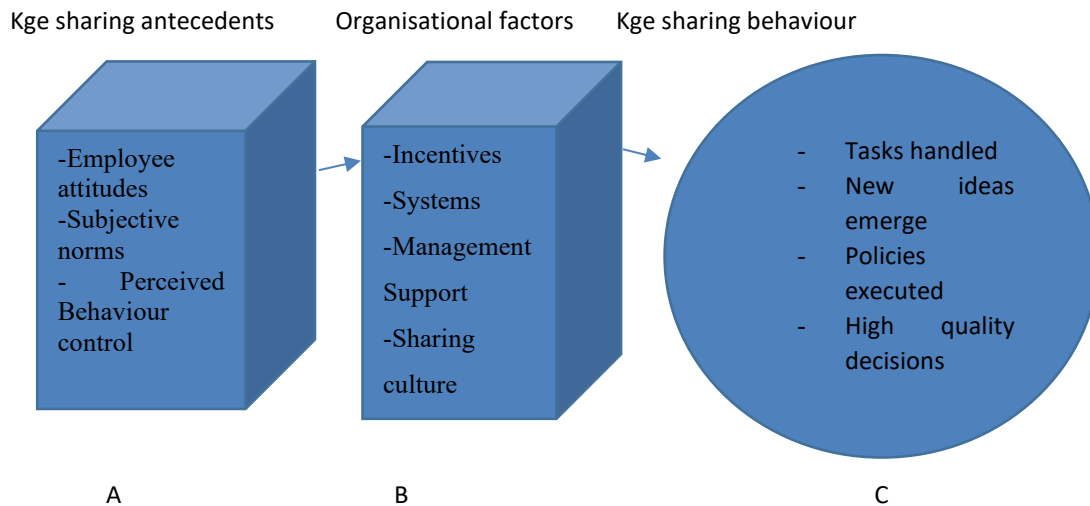 Kge sharing antecedents
Organisational factors
Kge sharing behaviour
-Employee
attitudes
-Subjective
norms
- Perceived
Behaviour
control
-Incentives
-Systems
-Management
Support
-Sharing
culture
- Tasks handled
- New ideas
emerge
- Policies
executed
- High quality
decisions
A
B
C